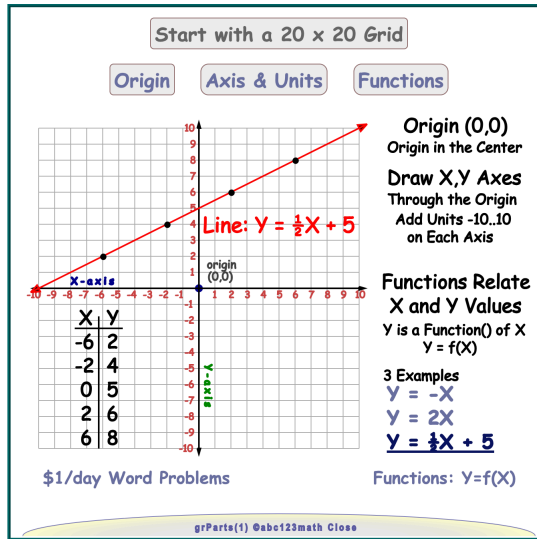 Start with a 20 x 20 Grid
Origin
Axis & Units
Functions
Origin (0,0)
Origin in the Center
Draw X,Y Axes
Through the Origin
Add Units -10..10
on Each Axis
Functions Relate
X and Y Values
Y is a Function() of X
Y = f(X)
3 Examples
Y = -X
Y = 2X
Y = ½X + 5
Line: Y = ½X + 5
origin
(0,0)
X-axis
Y-axis
10
9
8
7
6
5
4
3
2
1
-10 -9 -8 -7 -6 -5 -4 -3 -2 -1 1 2 3 4 5 6 7 8 9 10
-1
-2
-3
-4
-5
-6
-7
-8
-9
-10
X Y
-6 2
-2 4
0 5
2 6
6 8
$1/day Word Problems
Functions: Y=f(X)
grParts(1) ©abc123math Close